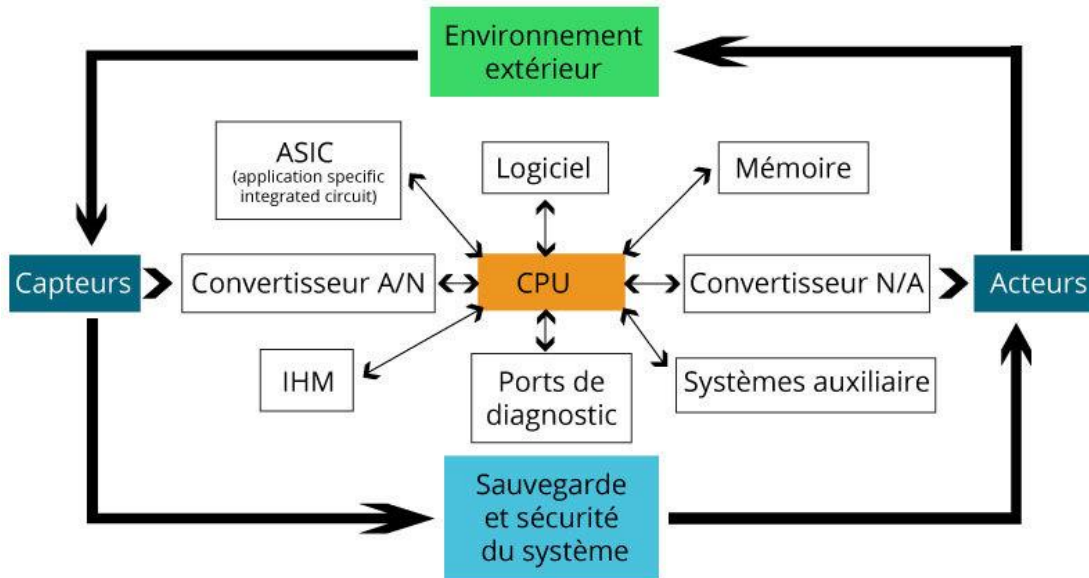 Environnement
extérieur
ASIC
(application specific
integrated circuit)
Logiciel
Mémoire
Capteurs
Convertisseur A/N
CPU
Convertisseur N/A
Acteurs
IHM
Ports de
diagnostic
Systèmes auxiliaire
Sauvegarde
et sécurité
du système